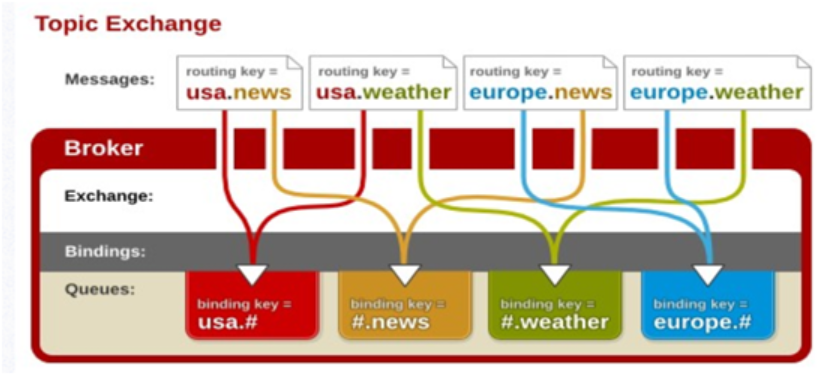 Topic Exchange
Messages:
routing key =
usa.news
routing key =
usa.weather
routing key =
europe.news
routing key =
europe.weather
Broker
Exchange:
Bindings:
Queues:
binding key =
usa.#
binding key =
#.news
binding key =
#.weather
binding key =
europe.#